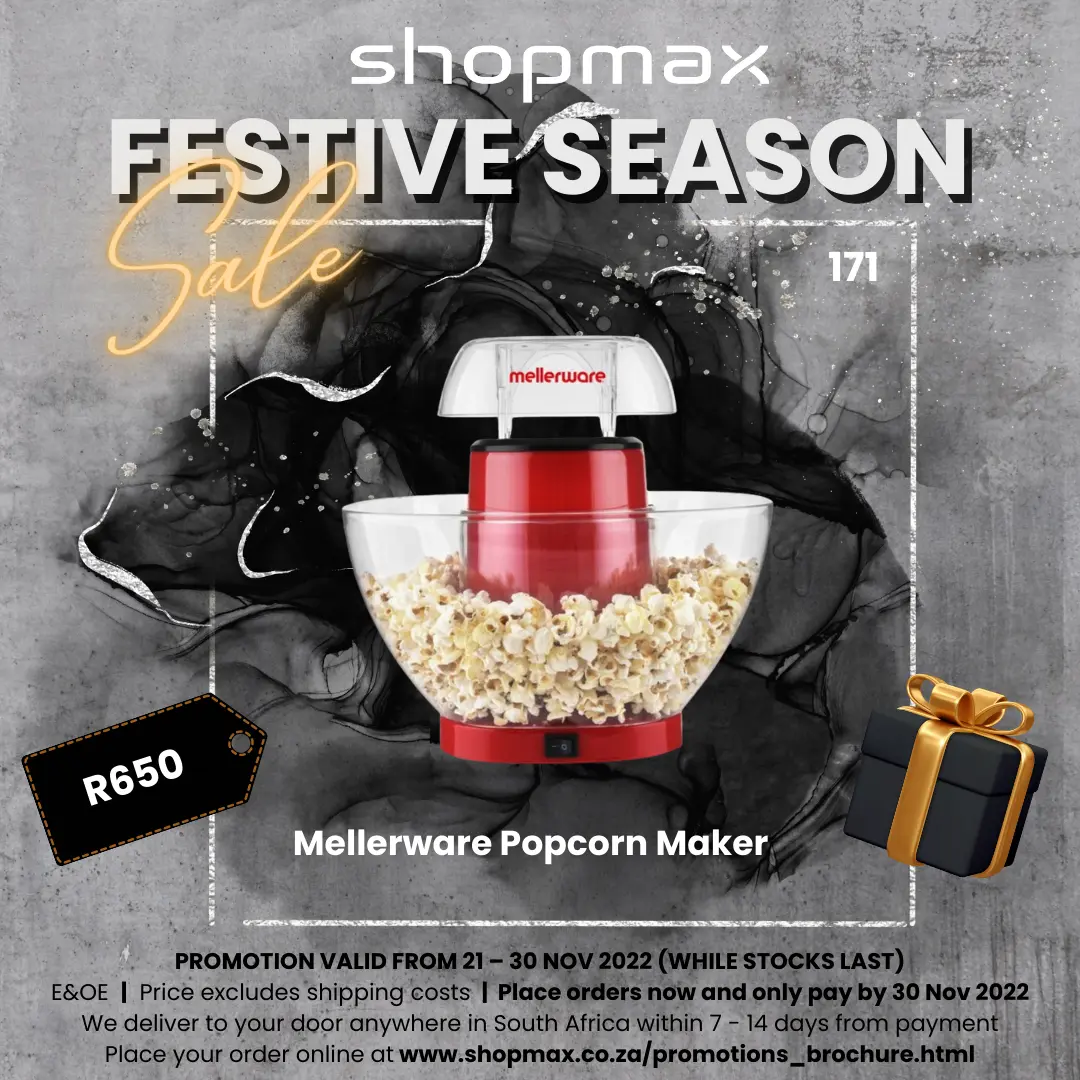 shopmax
FESTIVE SEASON
Sale
171
mellerware
R650
Mellerware Popcorn Maker
PROMOTION VALID FROM 21 – 30 NOV 2022 (WHILE STOCKS LAST)
E&OE | Price excludes shipping costs | Place orders now and only pay by 30 Nov 2022
We deliver to your door anywhere in South Africa within 7 - 14 days from payment
Place your order online at www.shopmax.co.za/promotions_brochure.html